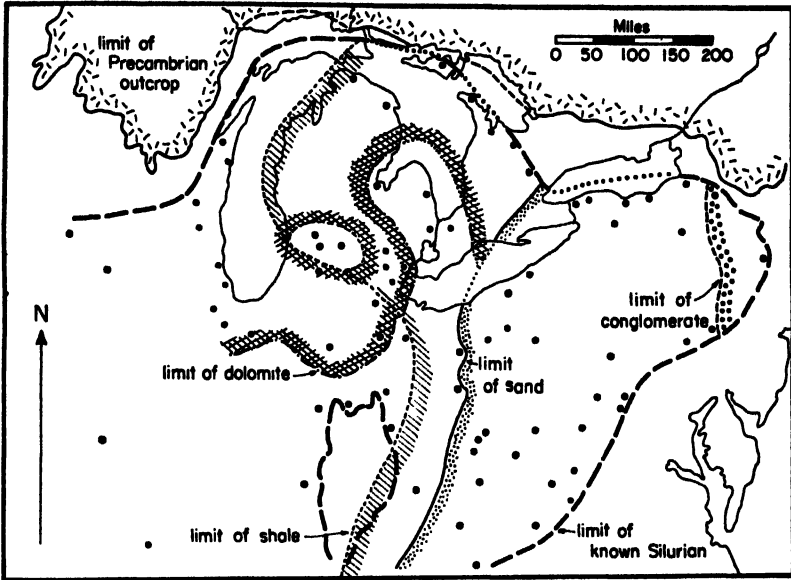 limit of
Precambrian
outcrop
Miles
0 50 100 150 200
N
limit of
conglomerate
limit of dolomite
limit
of sand
limit of shale
limit of
known Silurian